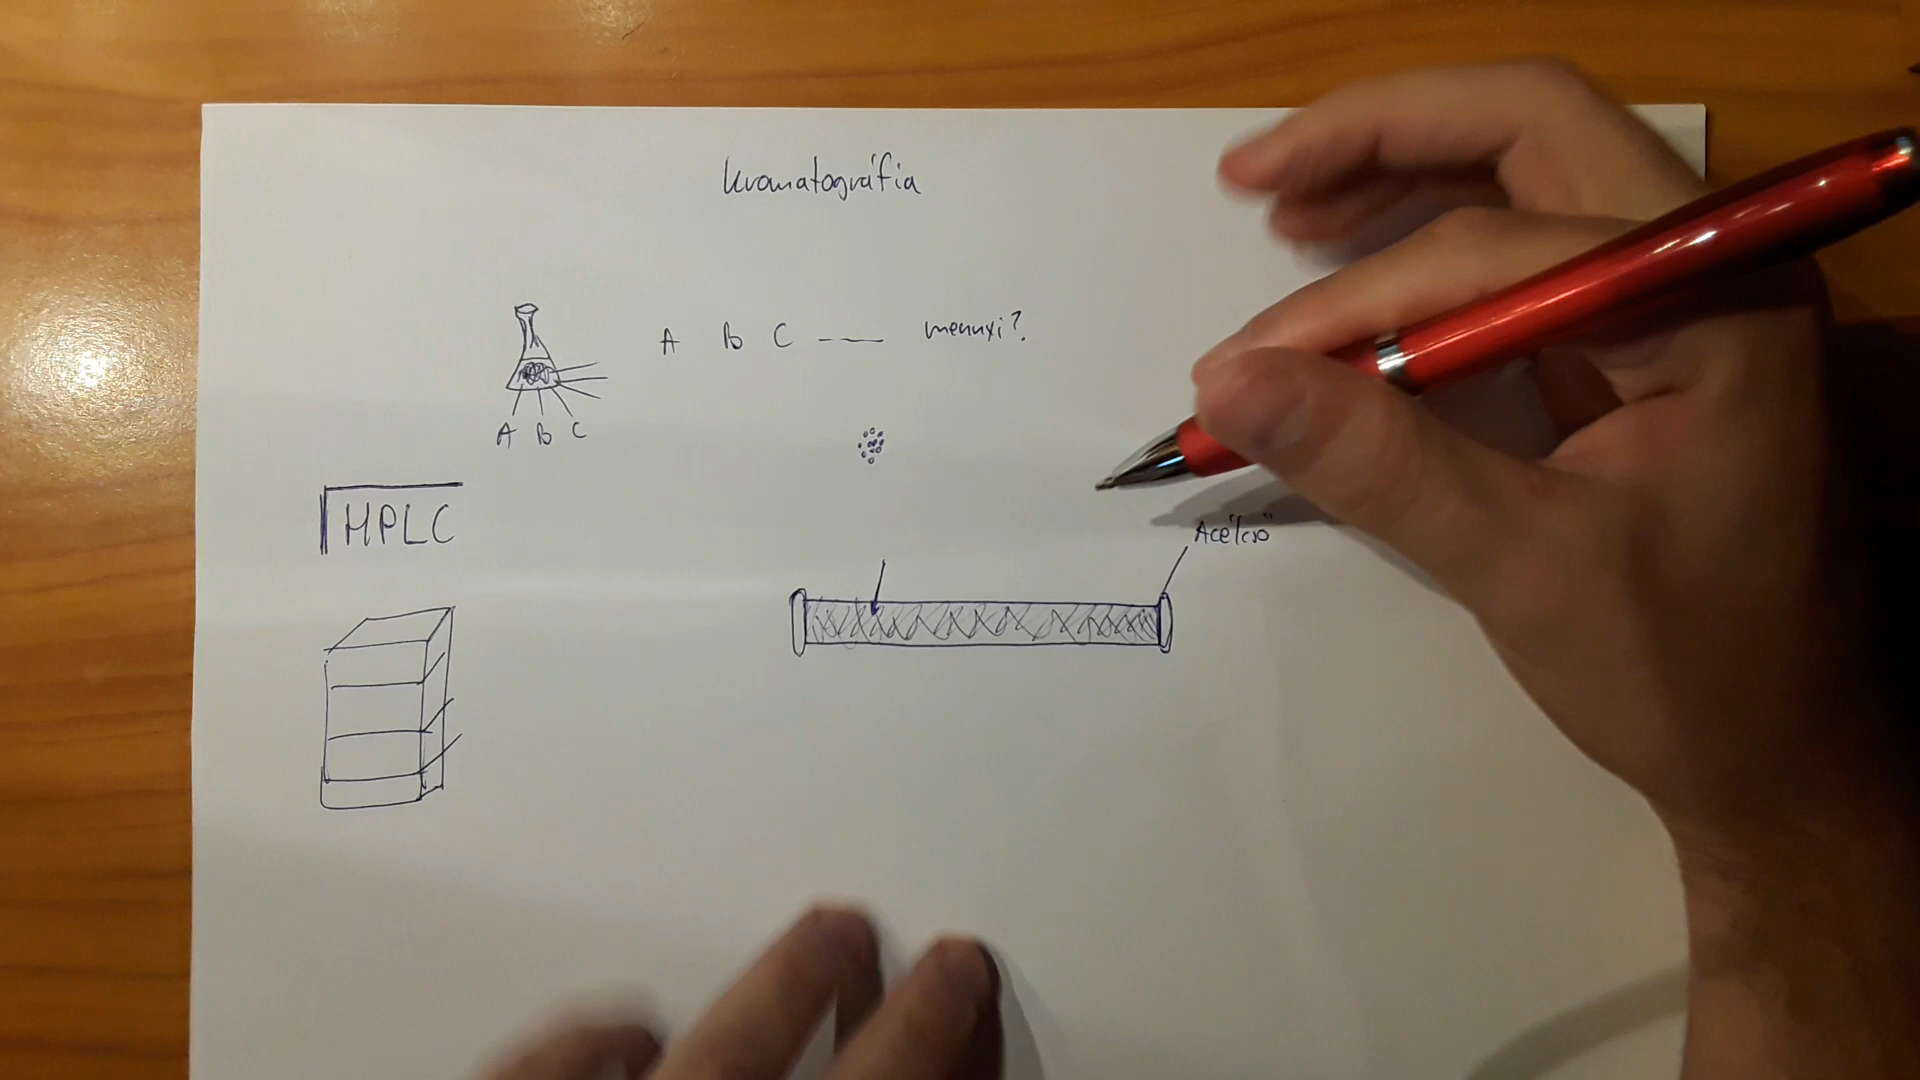 Kromatográfia
A B C — mennyi?
A B C
HPLC
Acélcső